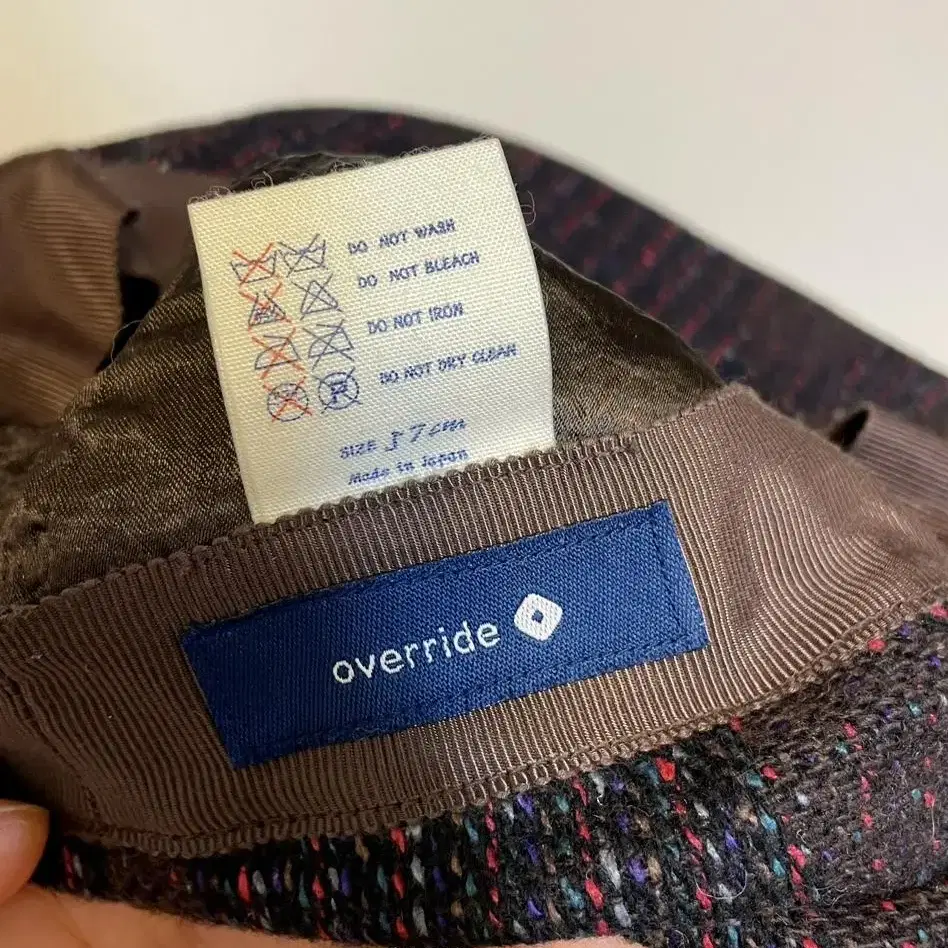 DO NOT WASH
DO NOT BLEACH
DO NOT IRON
DO NOT DRY CLEAN
SIZE 57cm
Made in Japan
override